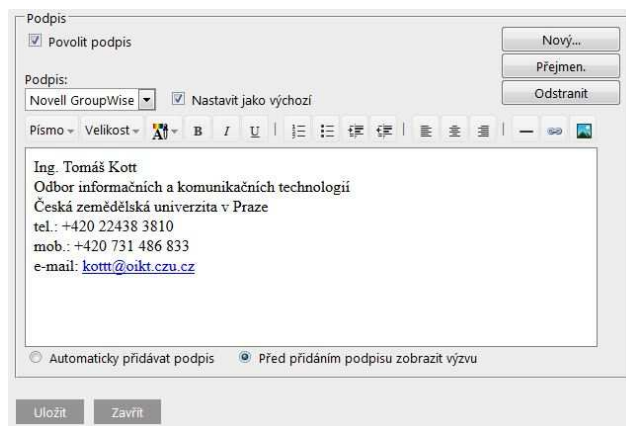 Podpis
Povolit podpis
Nový...
Přejmen.
Odstranit
Podpis:
Novell GroupWise
Nastavit jako výchozí
Písmo
Velikost
A
B
I
U
Ing. Tomáš Kott
Odbor informačních a komunikačních technologií
Česká zemědělská univerzita v Praze
tel.: +420 22438 3810
mob.: +420 731 486 833
e-mail: kottt@oikt.czu.cz
Automaticky přidávat podpis
Před přidáním podpisu zobrazit výzvu
Uložit
Zavřít